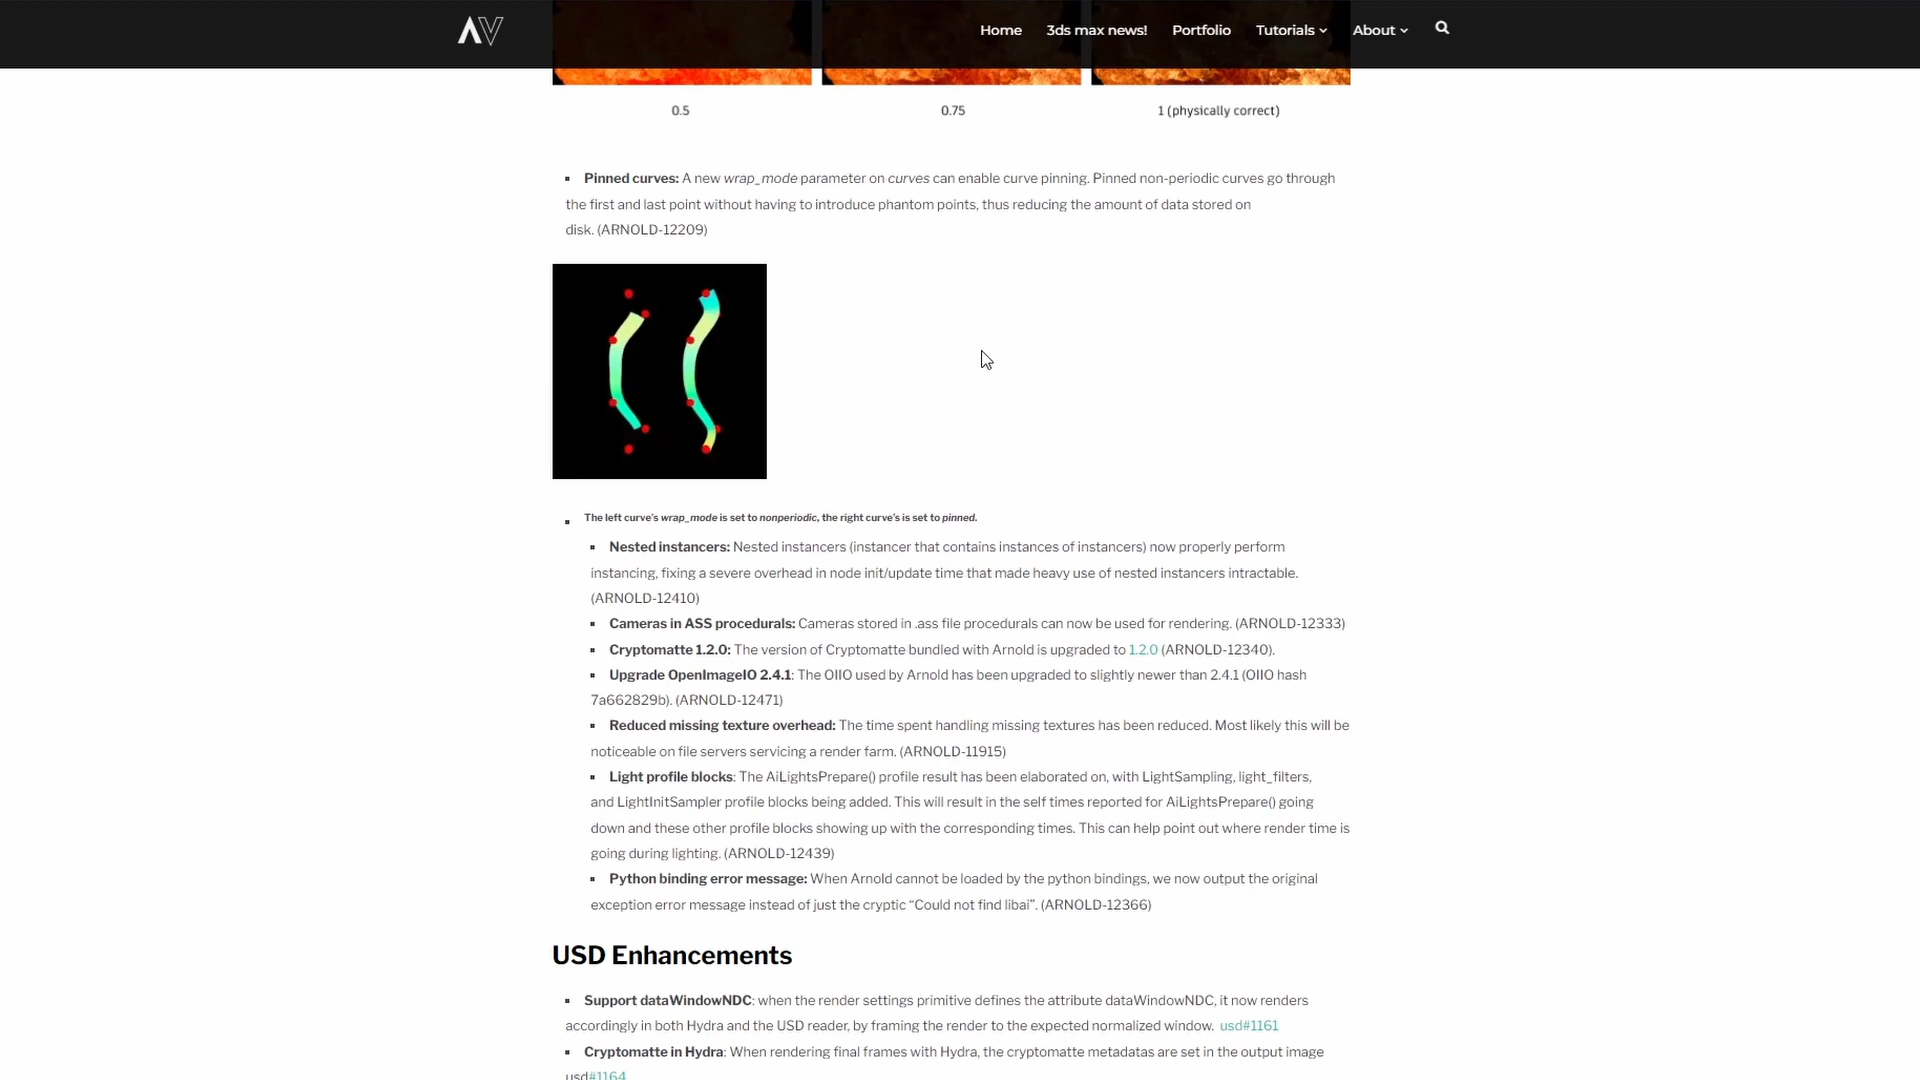 AV
Home 3ds max news! Portfolio Tutorials About
0.5 0.75 1 (physically correct)
Pinned curves: A new wrap_mode parameter on curves can enable curve pinning. Pinned non-periodic curves go through
the first and last point without having to introduce phantom points, thus reducing the amount of data stored on
disk. (ARNOLD-12209)
The left curve's wrap_mode is set to nonperiodic, the right curve's is set to pinned.
Nested instancers: Nested instancers (instancer that contains instances of instancers) now properly perform
instancing, fixing a severe overhead in node init/update time that made heavy use of nested instancers intractable.
(ARNOLD-12410)
Cameras in ASS procedurals: Cameras stored in .ass file procedurals can now be used for rendering. (ARNOLD-12333)
Cryptomatte 1.2.0: The version of Cryptomatte bundled with Arnold is upgraded to 1.2.0 (ARNOLD-12340).
Upgrade OpenImageIO 2.4.1: The OIIO used by Arnold has been upgraded to slightly newer than 2.4.1 (OIIO hash
7a662829b). (ARNOLD-12471)
Reduced missing texture overhead: The time spent handling missing textures has been reduced. Most likely this will be
noticeable on file servers servicing a render farm. (ARNOLD-11915)
Light profile blocks: The AiLightsPrepare() profile result has been elaborated on, with LightSampling, light_filters,
and LightInitSampler profile blocks being added. This will result in the self times reported for AiLightsPrepare() going
down and these other profile blocks showing up with the corresponding times. This can help point out where render time is
going during lighting. (ARNOLD-12439)
Python binding error message: When Arnold cannot be loaded by the python bindings, we now output the original
exception error message instead of just the cryptic “Could not find libai”. (ARNOLD-12366)
USD Enhancements
Support dataWindowNDC: when the render settings primitive defines the attribute dataWindowNDC, it now renders
accordingly in both Hydra and the USD reader, by framing the render to the expected normalized window. usd#1161
Cryptomatte in Hydra: When rendering final frames with Hydra, the cryptomatte metadatas are set in the output image
usd#1164